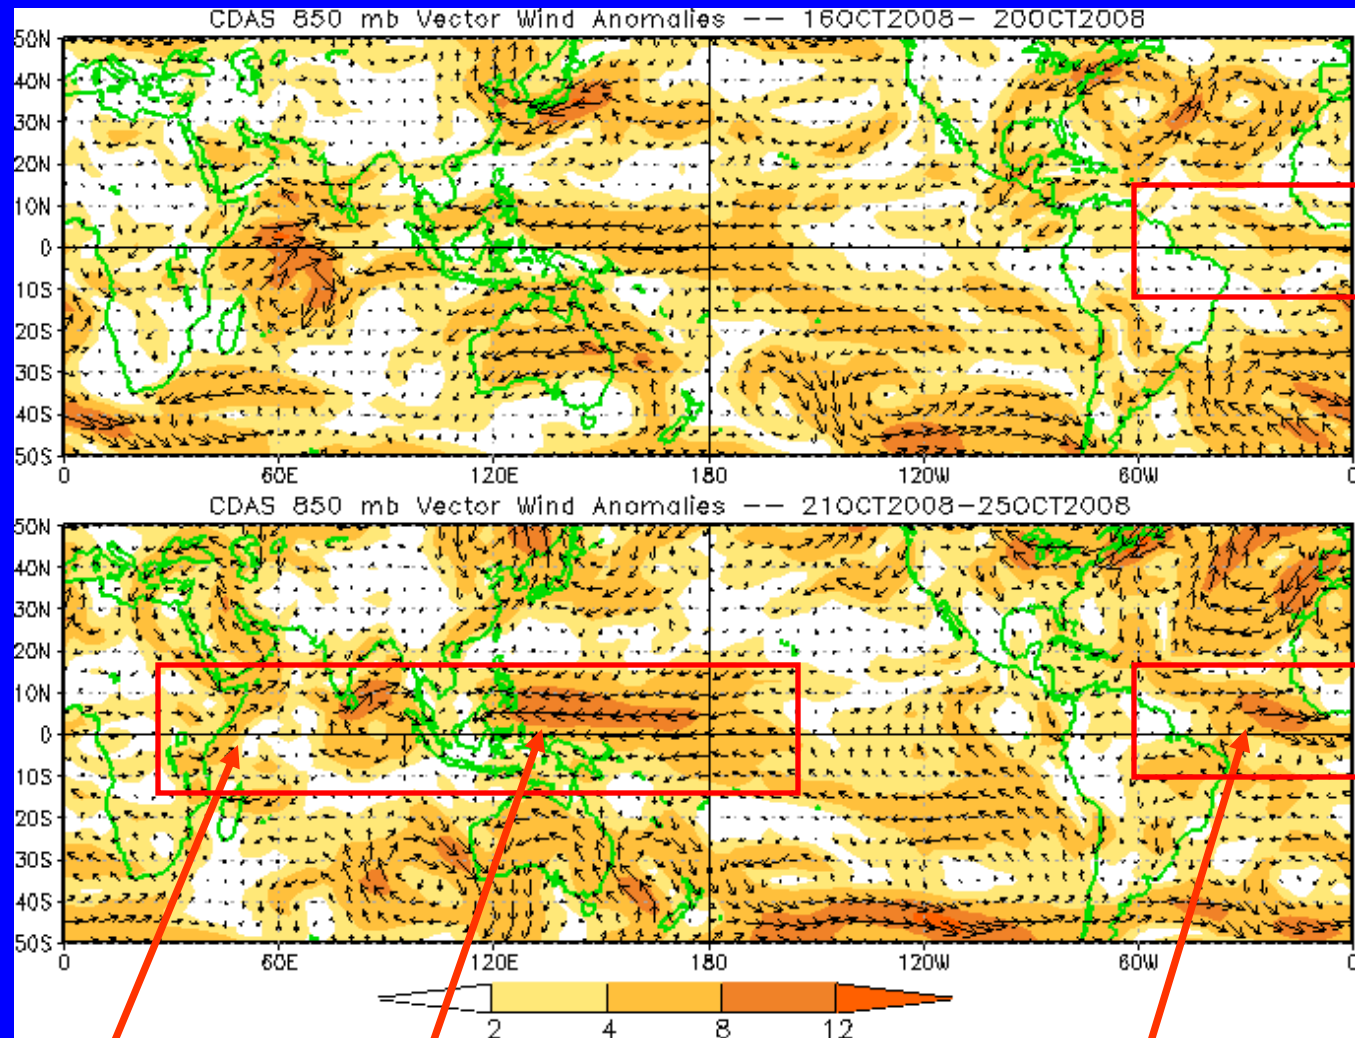 CDAS 850 mb Vector Wind Anomalies -- 16OCT2008- 20OCT2008
50N
40N
30N
20N
10N
0
10S
20S
30S
40S
50S
0 60E 120E 180 120W 60W 0
CDAS 850 mb Vector Wind Anomalies -- 21OCT2008-25OCT2008
50N
40N
30N
20N
10N
0
10S
20S
30S
40S
50S
0 60E 120E 180 120W 60W 0
2 4 8 12